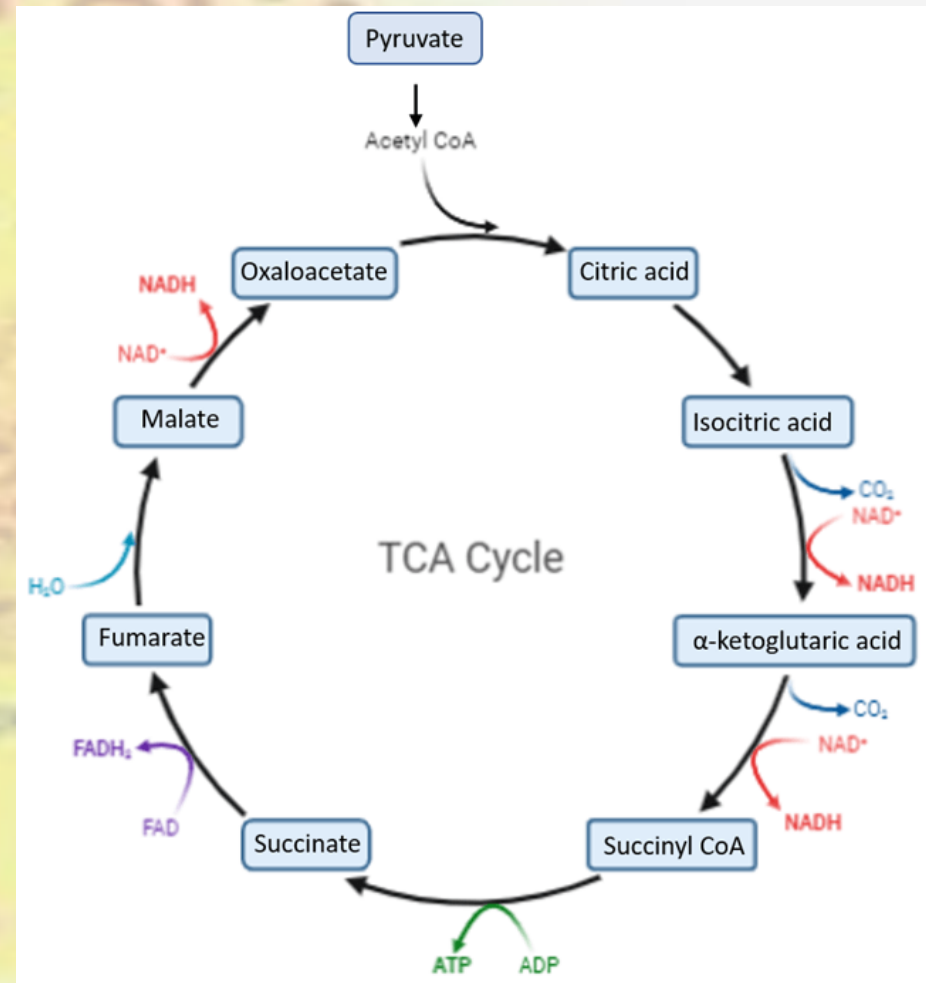 Pyruvate
Acetyl CoA
Oxaloacetate
Citric acid
NADH
NAD⁺
Malate
Isocitric acid
CO₂
NAD⁺
NADH
TCA Cycle
H₂O
Fumarate
α-ketoglutaric acid
CO₂
NAD⁺
FADH₂
NADH
FAD
Succinate
Succinyl CoA
ATP
ADP